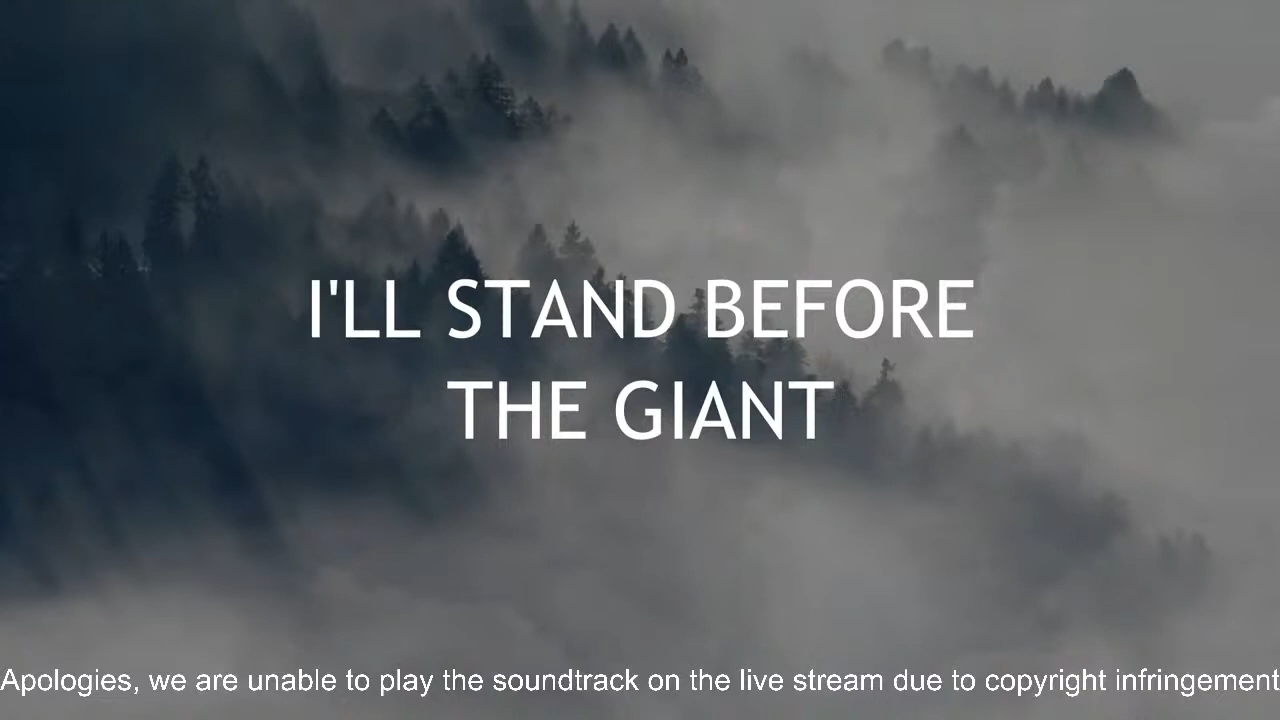 I'LL STAND BEFORE
THE GIANT
Apologies, we are unable to play the soundtrack on the live stream due to copyright infringement